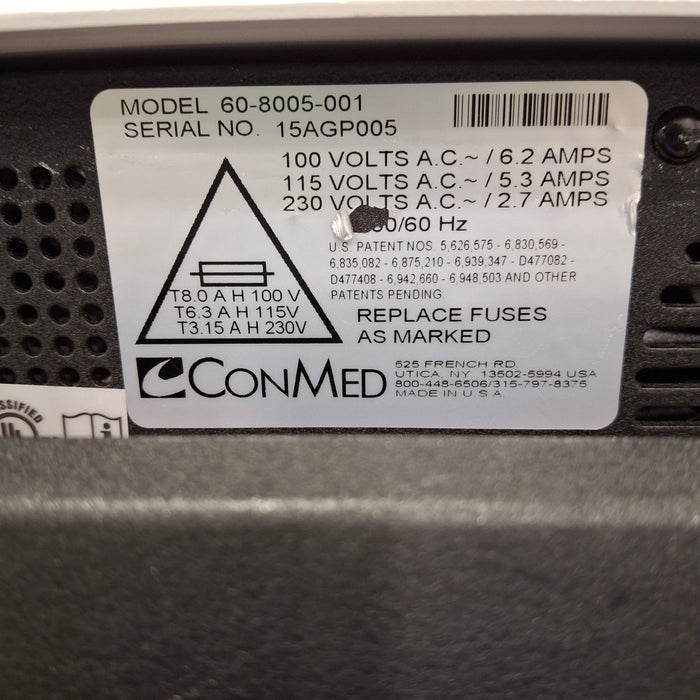 MODEL 60-8005-001
SERIAL NO. 15AGP005
100 VOLTS A.C.~ / 6.2 AMPS
115 VOLTS A.C.~ / 5.3 AMPS
230 VOLTS A.C.~ / 2.7 AMPS
/60 Hz
U.S. PATENT NOS. 5,626,575 - 6,830,569 -
6,835,082 - 6,875,210 - 6,939,347 - D477082 -
D477408 - 6,942,660 - 6,948,503 AND OTHER
PATENTS PENDING.
REPLACE FUSES
AS MARKED
T8.0 A H 100 V
T6.3 A H 115V
T3.15 A H 230V
CONMED
525 FRENCH RD
UTICA, NY 13502-5994 USA
800-448-6506/315-797-8375
MADE IN U.S.A.